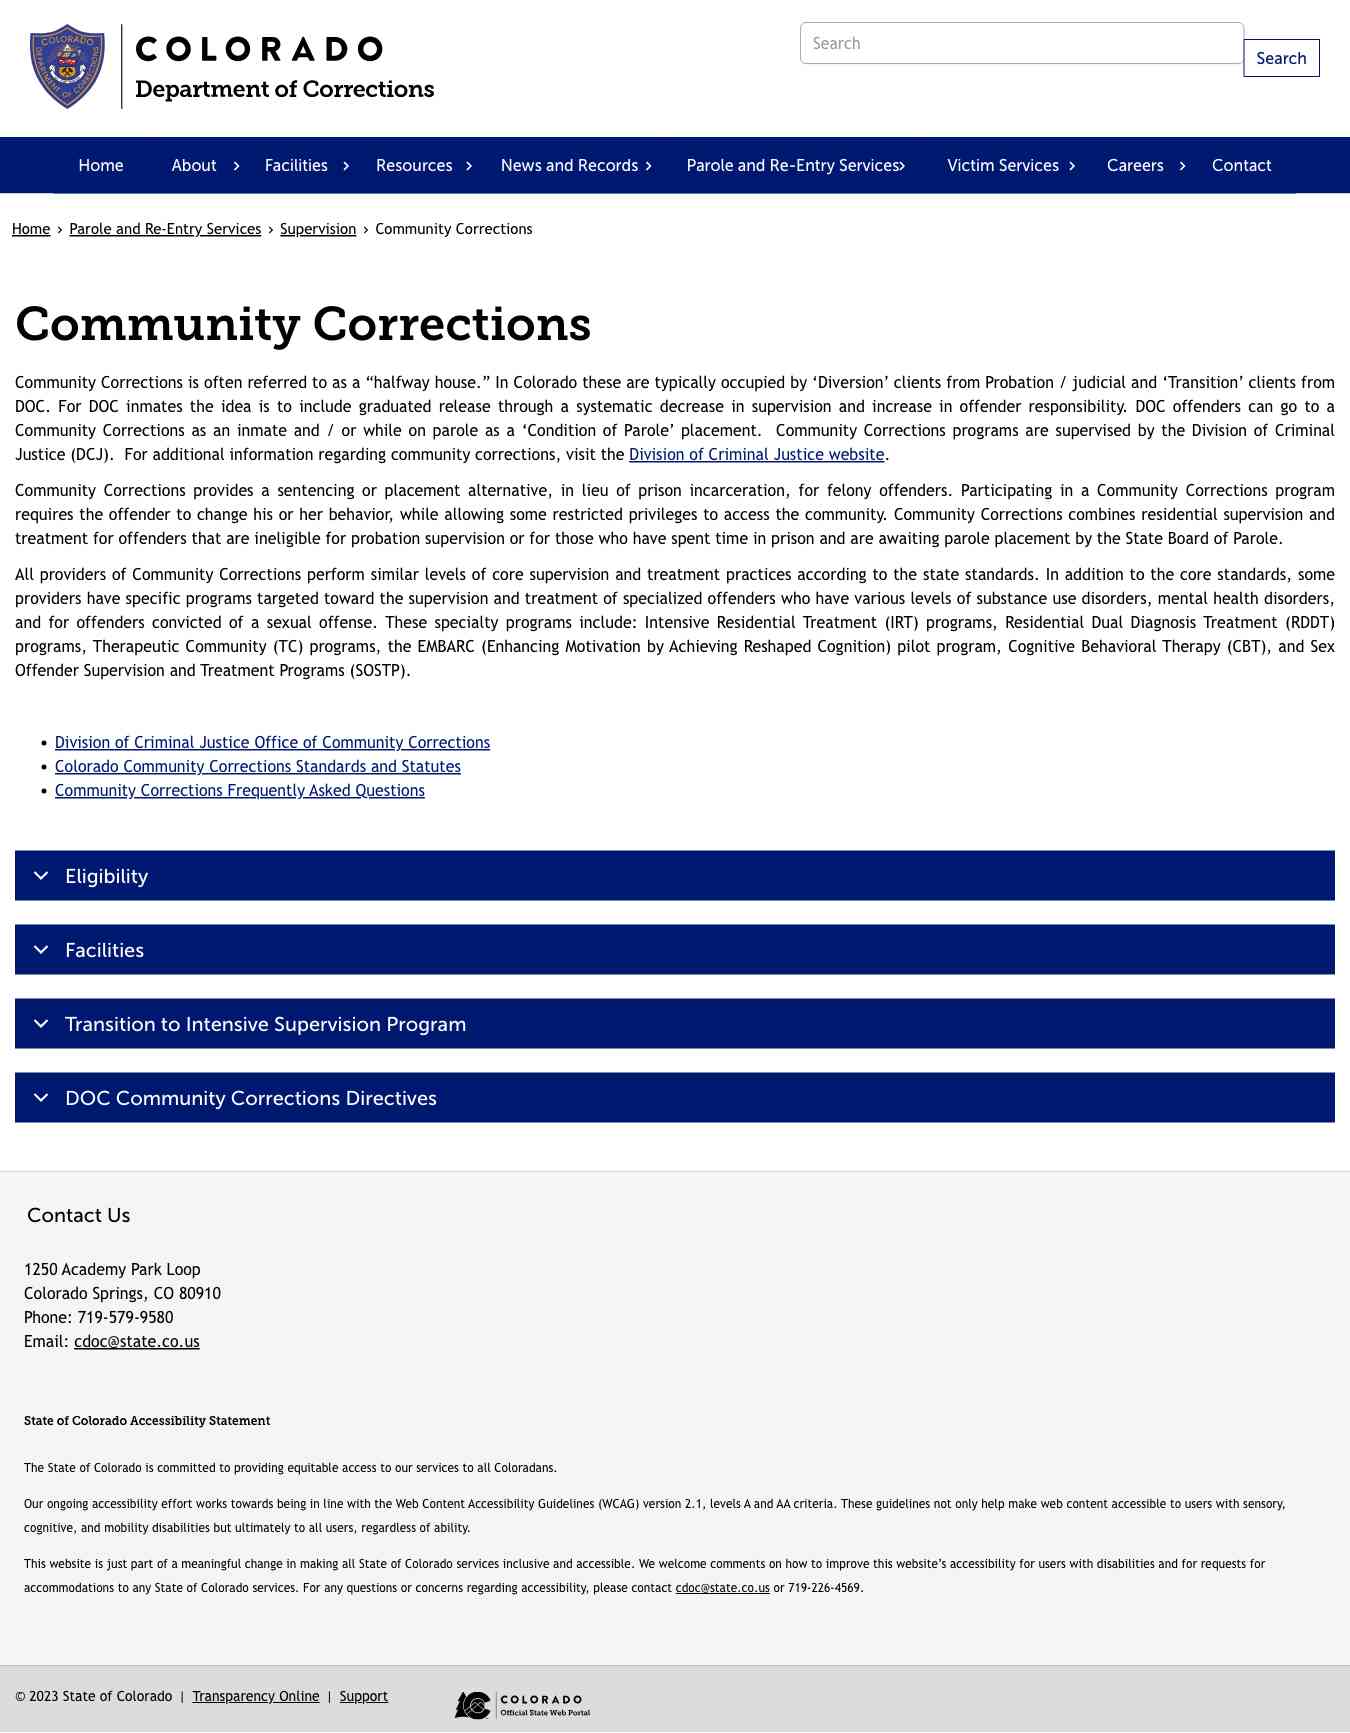 COLORADO
Department of Corrections
Search
Search
Home About Facilities Resources News and Records Parole and Re-Entry Services Victim Services Careers Contact
Home › Parole and Re-Entry Services › Supervision › Community Corrections
Community Corrections
Community Corrections is often referred to as a “halfway house.” In Colorado these are typically occupied by ‘Diversion’ clients from Probation / judicial and ‘Transition’ clients from
DOC. For DOC inmates the idea is to include graduated release through a systematic decrease in supervision and increase in offender responsibility. DOC offenders can go to a
Community Corrections as an inmate and / or while on parole as a ‘Condition of Parole’ placement. Community Corrections programs are supervised by the Division of Criminal
Justice (DCJ). For additional information regarding community corrections, visit the Division of Criminal Justice website.
Community Corrections provides a sentencing or placement alternative, in lieu of prison incarceration, for felony offenders. Participating in a Community Corrections program
requires the offender to change his or her behavior, while allowing some restricted privileges to access the community. Community Corrections combines residential supervision and
treatment for offenders that are ineligible for probation supervision or for those who have spent time in prison and are awaiting parole placement by the State Board of Parole.
All providers of Community Corrections perform similar levels of core supervision and treatment practices according to the state standards. In addition to the core standards, some
providers have specific programs targeted toward the supervision and treatment of specialized offenders who have various levels of substance use disorders, mental health disorders,
and for offenders convicted of a sexual offense. These specialty programs include: Intensive Residential Treatment (IRT) programs, Residential Dual Diagnosis Treatment (RDDT)
programs, Therapeutic Community (TC) programs, the EMBARC (Enhancing Motivation by Achieving Reshaped Cognition) pilot program, Cognitive Behavioral Therapy (CBT), and Sex
Offender Supervision and Treatment Programs (SOSTP).
• Division of Criminal Justice Office of Community Corrections
• Colorado Community Corrections Standards and Statutes
• Community Corrections Frequently Asked Questions
Eligibility
Facilities
Transition to Intensive Supervision Program
DOC Community Corrections Directives
Contact Us
1250 Academy Park Loop
Colorado Springs, CO 80910
Phone: 719-579-9580
Email: cdoc@state.co.us
State of Colorado Accessibility Statement
The State of Colorado is committed to providing equitable access to our services to all Coloradans.
Our ongoing accessibility effort works towards being in line with the Web Content Accessibility Guidelines (WCAG) version 2.1, levels A and AA criteria. These guidelines not only help make web content accessible to users with sensory,
cognitive, and mobility disabilities but ultimately to all users, regardless of ability.
This website is just part of a meaningful change in making all State of Colorado services inclusive and accessible. We welcome comments on how to improve this website’s accessibility for users with disabilities and for requests for
accommodations to any State of Colorado services. For any questions or concerns regarding accessibility, please contact cdoc@state.co.us or 719-226-4569.
© 2023 State of Colorado | Transparency Online | Support
COLORADO
Official State Web Portal